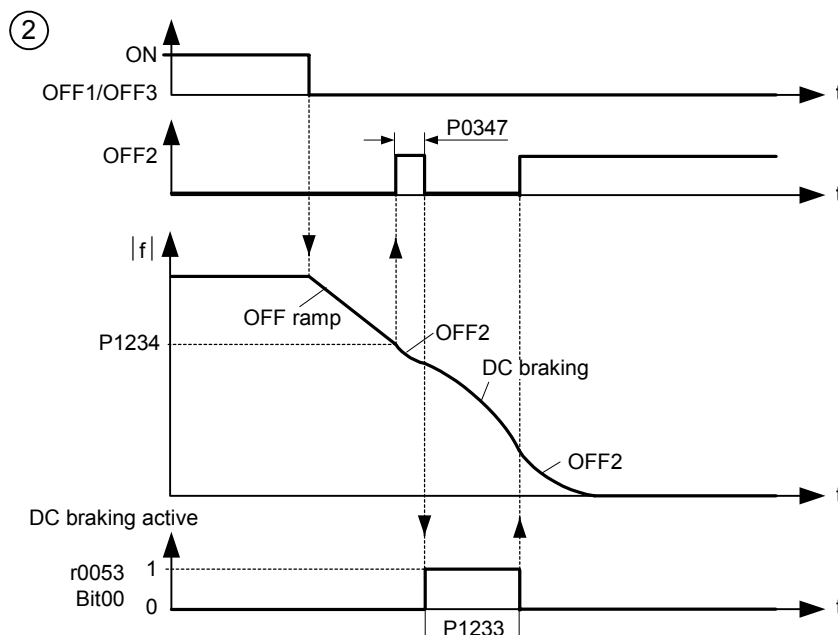 2
ON
OFF1/OFF3
t
P0347
OFF2
t
|f|
OFF ramp
P1234
OFF2
DC braking
OFF2
t
DC braking active
r0053
Bit00
1
0
t
P1233